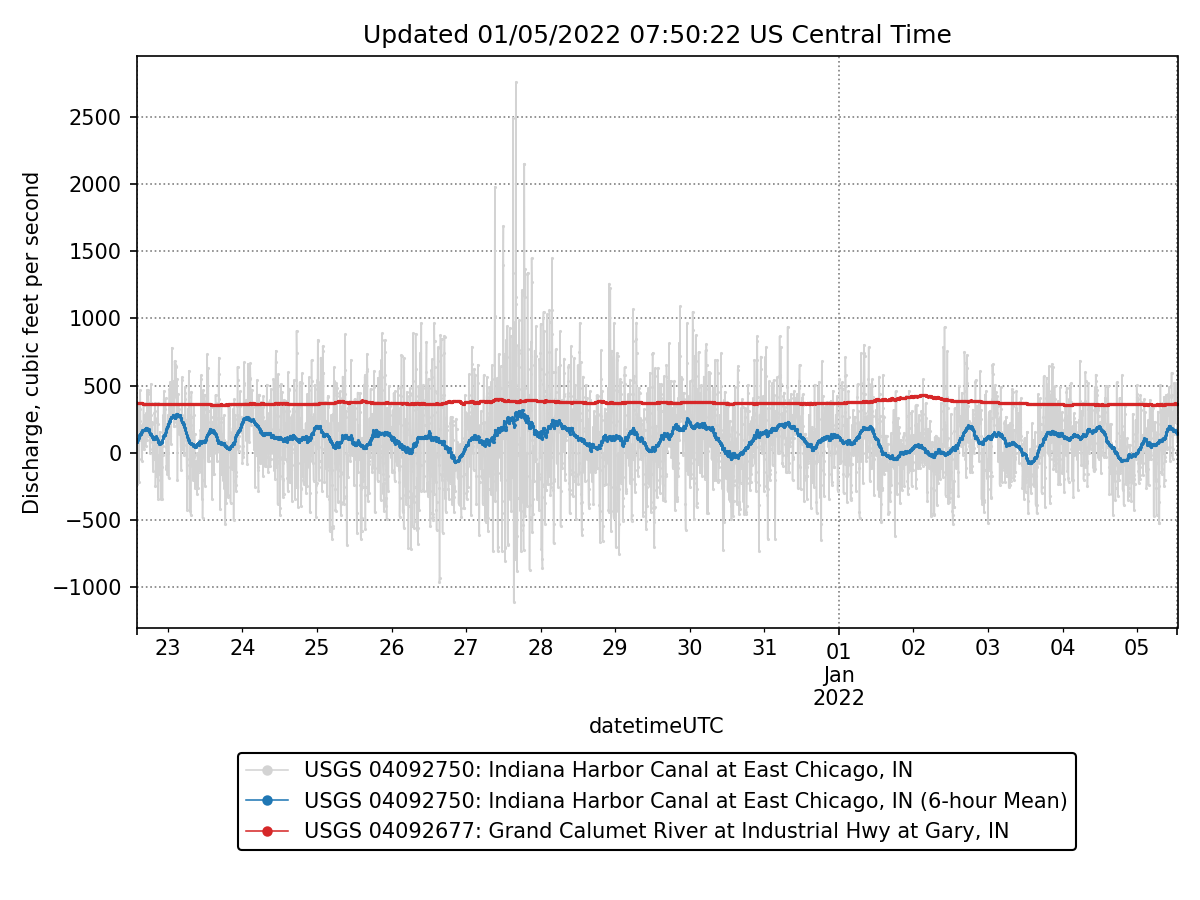 Updated 01/05/2022 07:50:22 US Central Time
Discharge, cubic feet per second
2500
2000
1500
1000
500
0
−500
−1000
23 24 25 26 27 28 29 30 31 01 02 03 04 05
Jan
2022
datetimeUTC
USGS 04092750: Indiana Harbor Canal at East Chicago, IN
USGS 04092750: Indiana Harbor Canal at East Chicago, IN (6-hour Mean)
USGS 04092677: Grand Calumet River at Industrial Hwy at Gary, IN